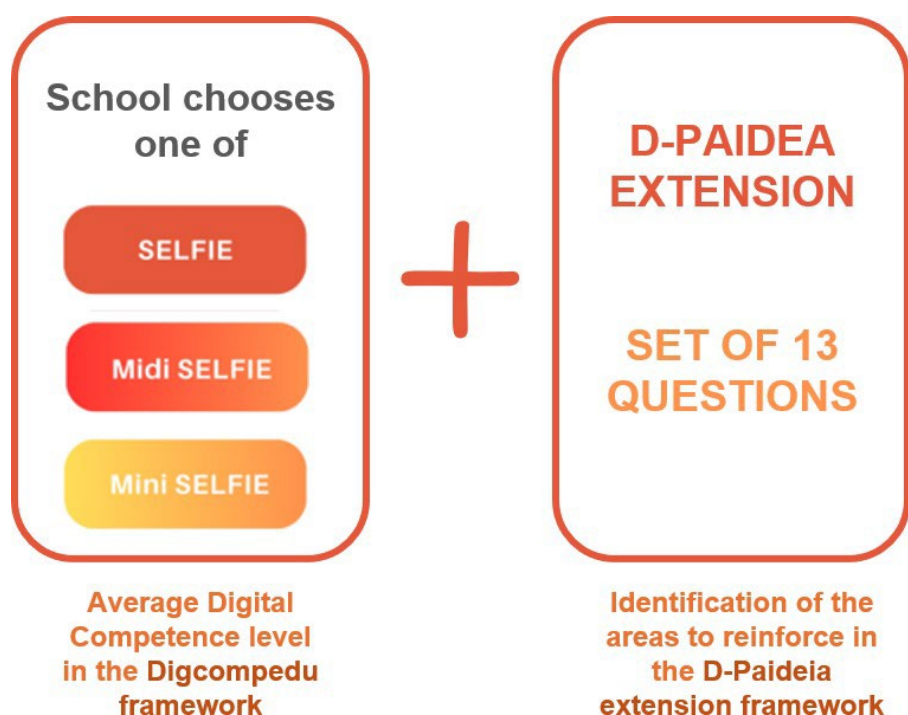 School chooses
one of
SELFIE
Midi SELFIE
Mini SELFIE
Average Digital
Competence level
in the Digcompedu
framework
D-PAIDEA
EXTENSION
SET OF 13
QUESTIONS
Identification of the
areas to reinforce in
the D-Paideia
extension framework